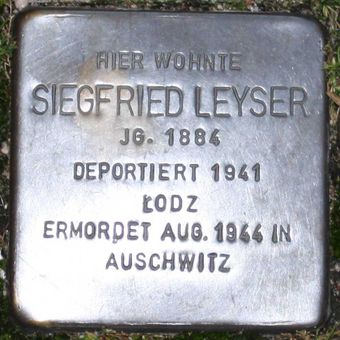 HIER WOHNTE
SIEGFRIED LEYSER
JG. 1884
DEPORTIERT 1941
ŁODZ
ERMORDET AUG. 1944 IN
AUSCHWITZ